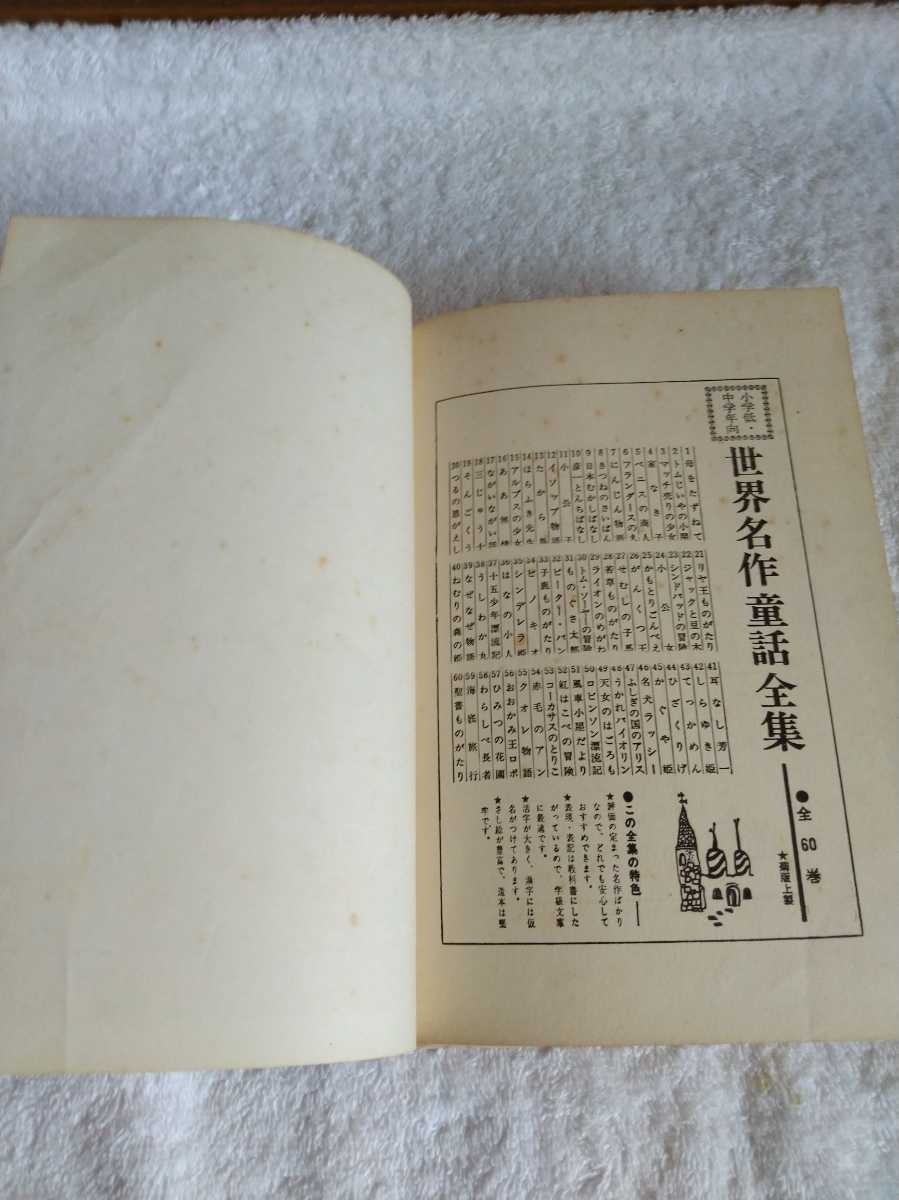 小学低・
中学年向
世界名作童話全集
●全60巻
★菊版上製
1 母をたずねて
2 トムじいやの小屋
3 マッチ売りの少女
4 家なき子
5 ベニスの商人
6 フランダースの犬
7 にんじん物語
8 きつねのさいばん
9 日本むかしばなし
10 彦一とんちばなし
11 小公子
12 イソップ物語
13 たから島
14 ほらふき先生
15 アルプスの少女
16 ああ無情
17 ながいながい話
18 三じゅう士
19 そんごくう
20 つるの恩がえし
21 リヤ王ものがたり
22 ジャックと豆の木
23 シンドバッドの冒険
24 小公女
25 かもとりごんべえ
26 がんくつ王
27 せむしの子馬
28 若草ものがたり
29 ライオンのめがね
30 トム・ソーヤーの冒険
31 ものぐさ太郎
32 ピーター・パン
33 子鹿ものがたり
34 ピノキオ
35 シンデレラ姫
36 はなの小人
37 十五少年漂流記
38 うしわか丸
39 なぜなぜ物語
40 ねむりの森の姫
41 耳なし芳一
42 しらゆき姫
43 てつかめん
44 ひざくりげ
45 かぐや姫
46 名犬ラッシー
47 ふしぎの国のアリス
48 うかれバイオリン
49 天女のはごろも
50 ロビンソン漂流記
51 風車小屋だより
52 紅はこべの冒険
53 コーカサスのとりこ
54 赤毛のアン
55 クオレ物語
56 おおかみ王ロボ
57 ひみつの花園
58 わらしべ長者
59 海底旅行
60 聖書ものがたり
●この全集の特色
★評価の定まった名作ばかり
なので、どれでも安心して
おすすめできます。
★表現・表記は教科書にした
がっているので、学級文庫
に最適です。
★活字が大きく、漢字には仮
名がつけてあります。
★さし絵が豊富で、造本は堅
牢です。